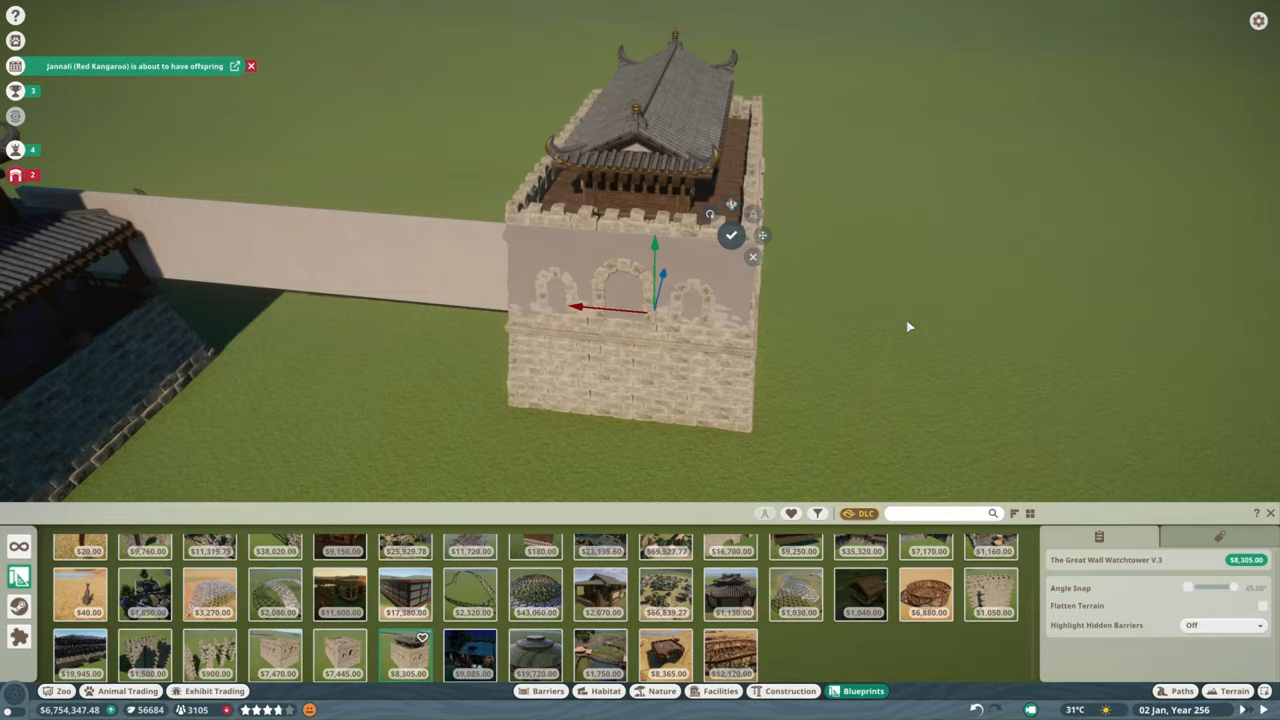 ?
Jannali (Red Kangaroo) is about to have offspring
3
4
2
DLC
?
$20.00 $9,760.00 $11,319.75 $38,020.00 $9,150.00 $25,929.78 $11,720.00 $180.00 $23,135.60 $69,527.77 $16,700.00 $9,250.00 $35,320.00 $7,170.00 $1,160.00
The Great Wall Watchtower V.3 $8,305.00
Angle Snap 45.00°
Flatten Terrain
Highlight Hidden Barriers Off
$40.00 $1,850.00 $3,270.00 $2,080.00 $11,600.00 $17,380.00 $2,320.00 $43,060.00 $2,070.00 $66,839.27 $1,130.00 $1,030.00 $1,040.00 $6,880.00 $1,050.00
$19,945.00 $1,500.00 $900.00 $7,470.00 $7,445.00 $8,305.00 $9,085.00 $19,720.00 $1,750.00 $8,365.00 $12,120.00
Zoo Animal Trading Exhibit Trading Barriers Habitat Nature Facilities Construction Blueprints Paths Terrain
$6,754,347.48 56684 3105 31°C 02 Jan, Year 256